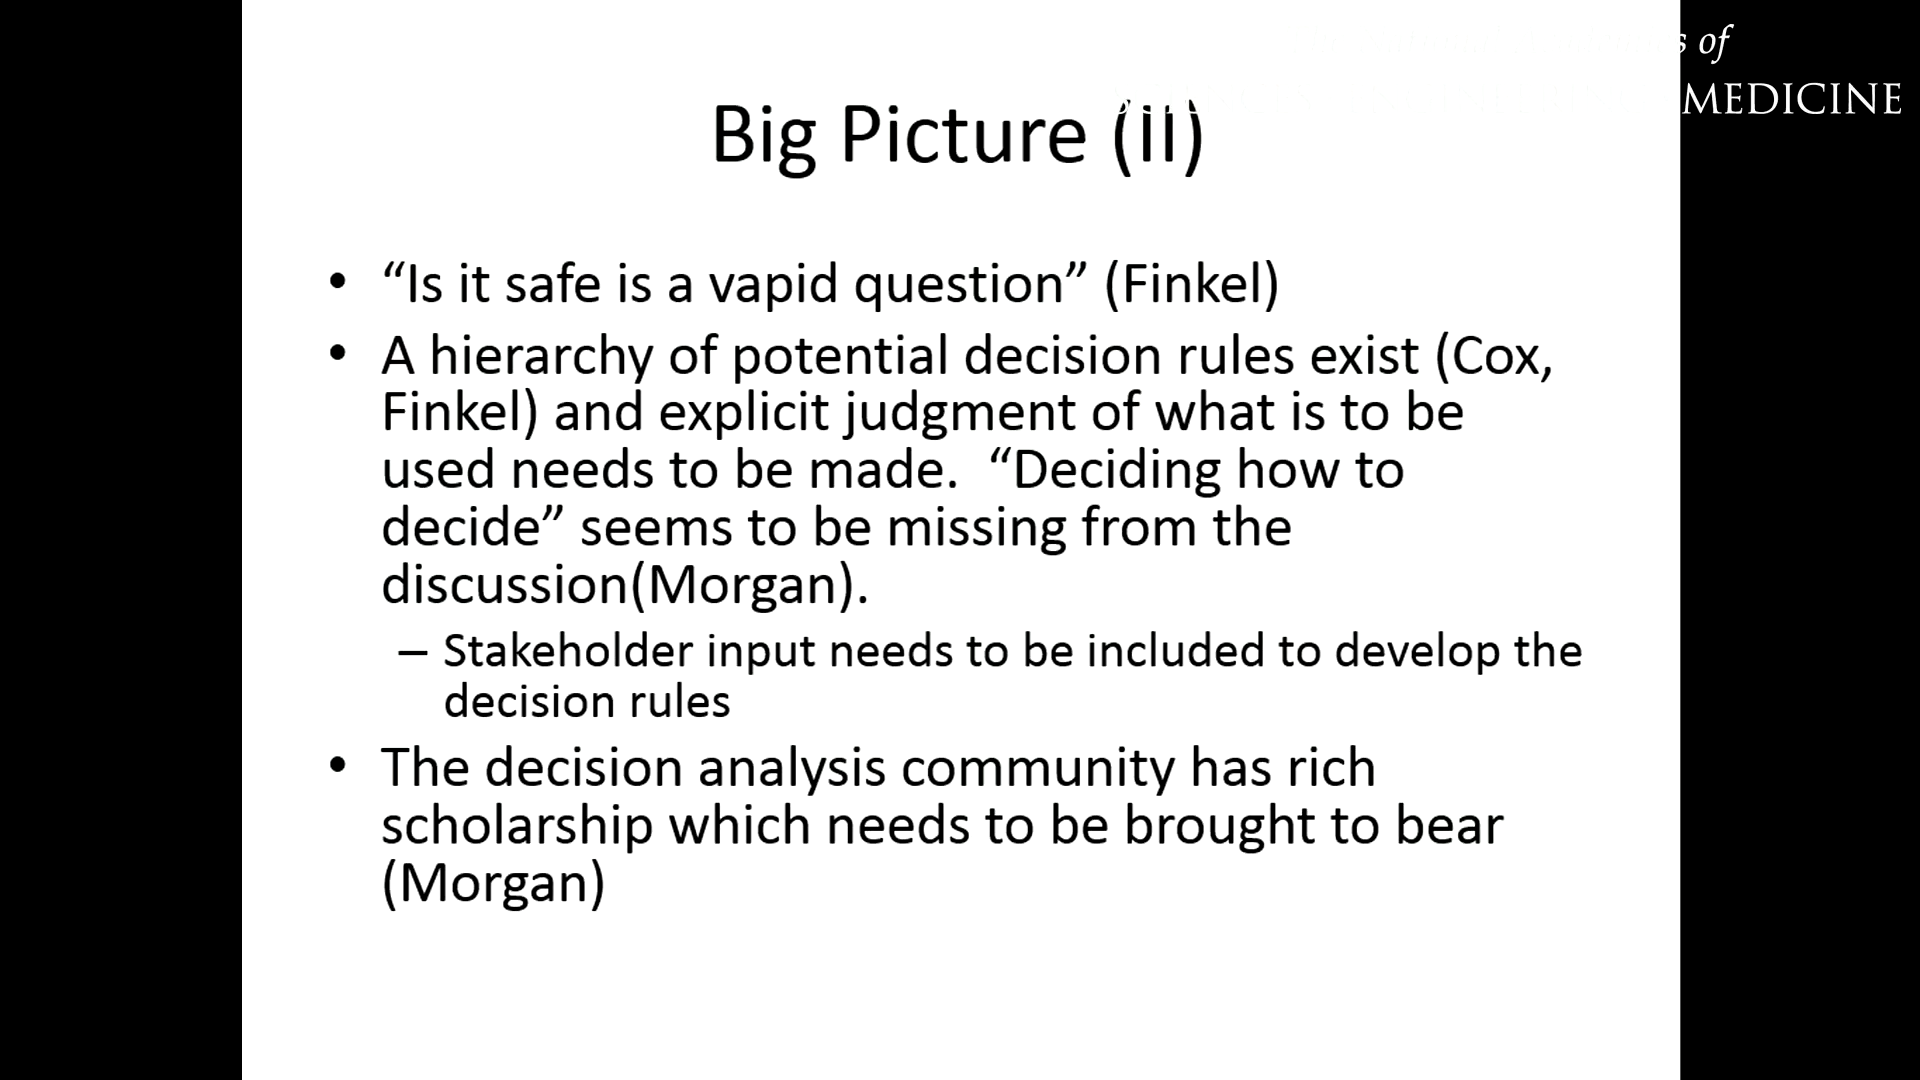 s of
MEDICINE
Big Picture (II)
• “Is it safe is a vapid question” (Finkel)
• A hierarchy of potential decision rules exist (Cox,
Finkel) and explicit judgment of what is to be
used needs to be made.  “Deciding how to
decide” seems to be missing from the
discussion(Morgan).
– Stakeholder input needs to be included to develop the
decision rules
• The decision analysis community has rich
scholarship which needs to be brought to bear
(Morgan)